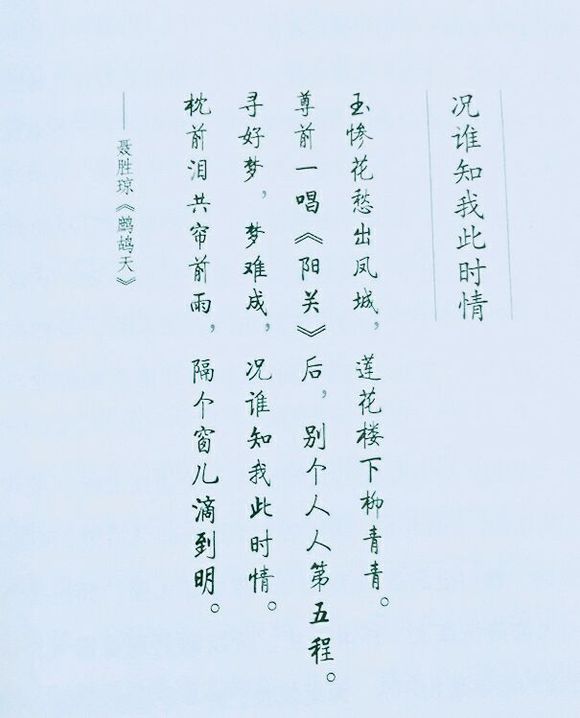 况谁知我此时情
玉惨花愁出凤城，莲花楼下柳青青。
尊前一唱《阳关》后，别个人人第五程。
寻好梦，梦难成，况谁知我此时情。
枕前泪共帘前雨，隔个窗儿滴到明。
——聂胜琼《鹧鸪天》